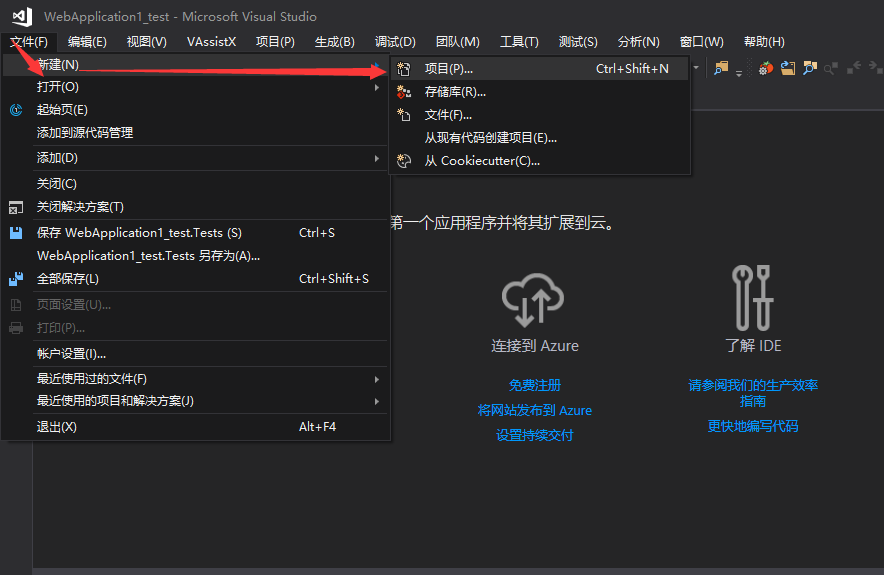 WebApplication1_test - Microsoft Visual Studio
文件(F) 编辑(E) 视图(V) VAssistX 项目(P) 生成(B) 调试(D) 团队(M) 工具(T) 测试(S) 分析(N) 窗口(W) 帮助(H)
新建(N)
项目(P)... Ctrl+Shift+N
打开(O)
存储库(R)...
起始页(E)
文件(F)...
添加到源代码管理
从现有代码创建项目(E)...
添加(D)
从 Cookiecutter(C)...
关闭(C)
关闭解决方案(T)
保存 WebApplication1_test.Tests (S) Ctrl+S
第一个应用程序并将其扩展到云。
WebApplication1_test.Tests 另存为(A)...
全部保存(L) Ctrl+Shift+S
页面设置(U)...
打印(P)...
帐户设置(I)...
最近使用过的文件(F)
最近使用的项目和解决方案(J)
退出(X) Alt+F4
连接到 Azure
免费注册
将网站发布到 Azure
设置持续交付
了解 IDE
请参阅我们的生产效率
指南
更快地编写代码